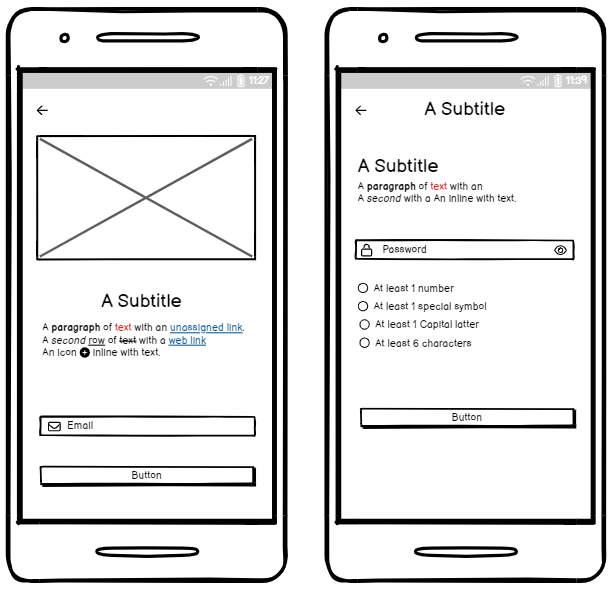 11:27
A Subtitle
A paragraph of text with an unassigned link.
A second row of text with a web link
An icon inline with text.
Email
Button
11:39
A Subtitle
A Subtitle
A paragraph of text with an
A second with a An inline with text.
Password
At least 1 number
At least 1 special symbol
At least 1 Capital latter
At least 6 characters
Button